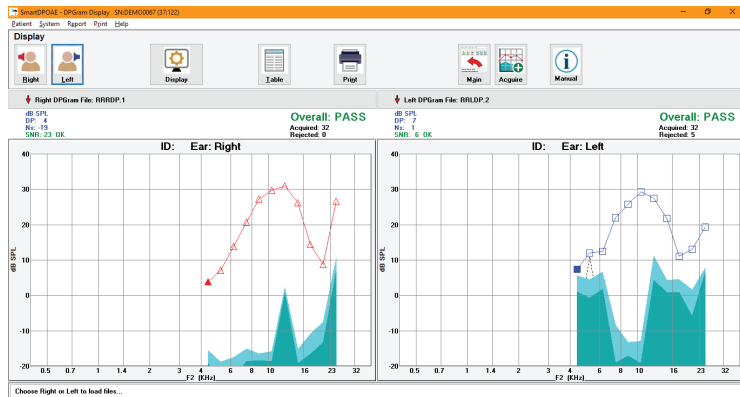 SmartDPOAE - DPGram Display SN:DEMO0067 (37:122)
Patient System Report Print Help
Display
Right Left Display Table Print Main Acquire Manual
Right DPGram File: RRRDP.1
dB SPL
DP: 4
Nx: -19
SNR: 23 OK
Overall: PASS
Acquired: 32
Rejected: 0
ID: Ear: Right
40
30
20
10
0
-10
-20
dB SPL
0.5 0.7 1 1.4 2 3 4 6 8 10 16 23 32
F2 (KHz)
Left DPGram File: RRLDP.2
dB SPL
DP: 7
Nx: 1
SNR: 6 OK
Overall: PASS
Acquired: 32
Rejected: 5
ID: Ear: Left
40
30
20
10
0
-10
-20
dB SPL
0.5 0.7 1 1.4 2 3 4 6 8 10 16 23 32
F2 (KHz)
Choose Right or Left to load files...